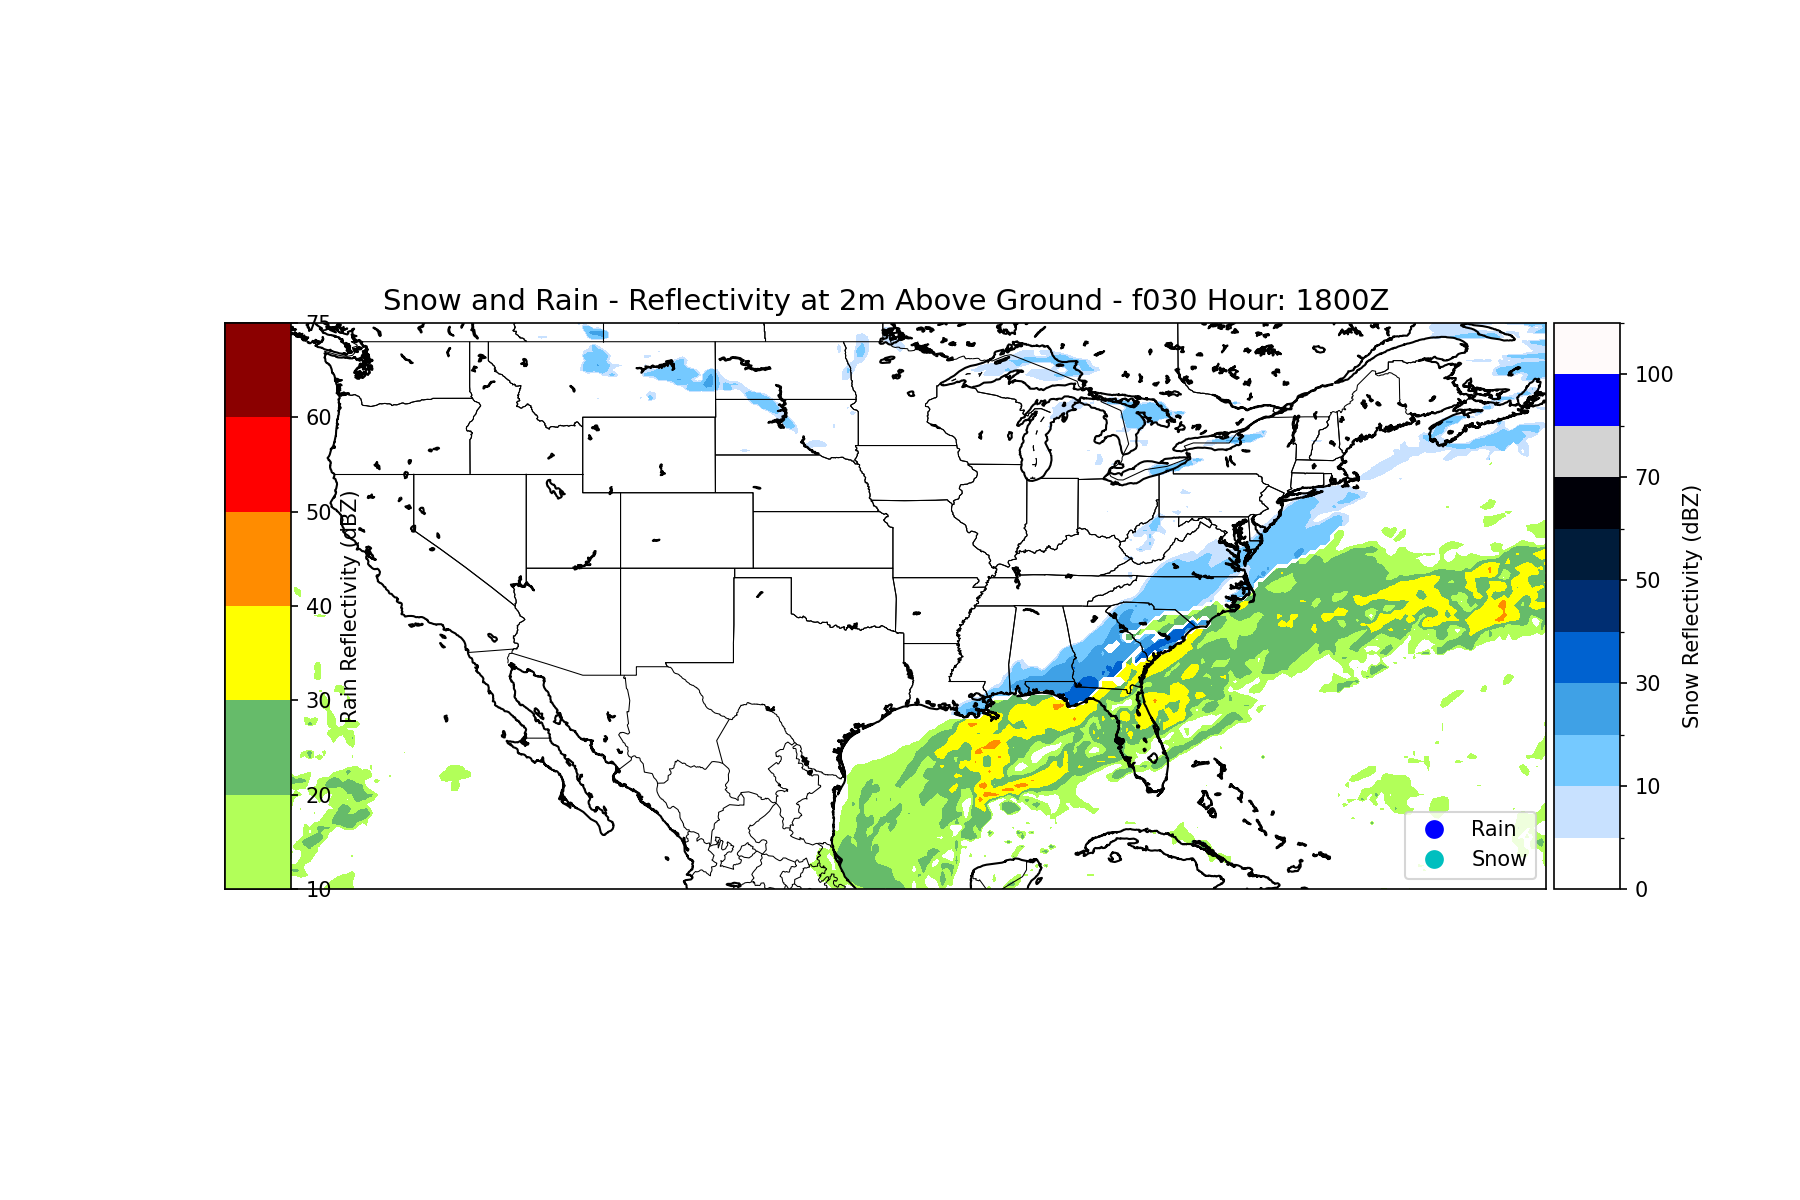 Snow and Rain - Reflectivity at 2m Above Ground - f030 Hour: 1800Z
75
60
50
40
30
20
10
Rain Reflectivity (dBZ)
Rain
Snow
100
70
50
30
10
0
Snow Reflectivity (dBZ)